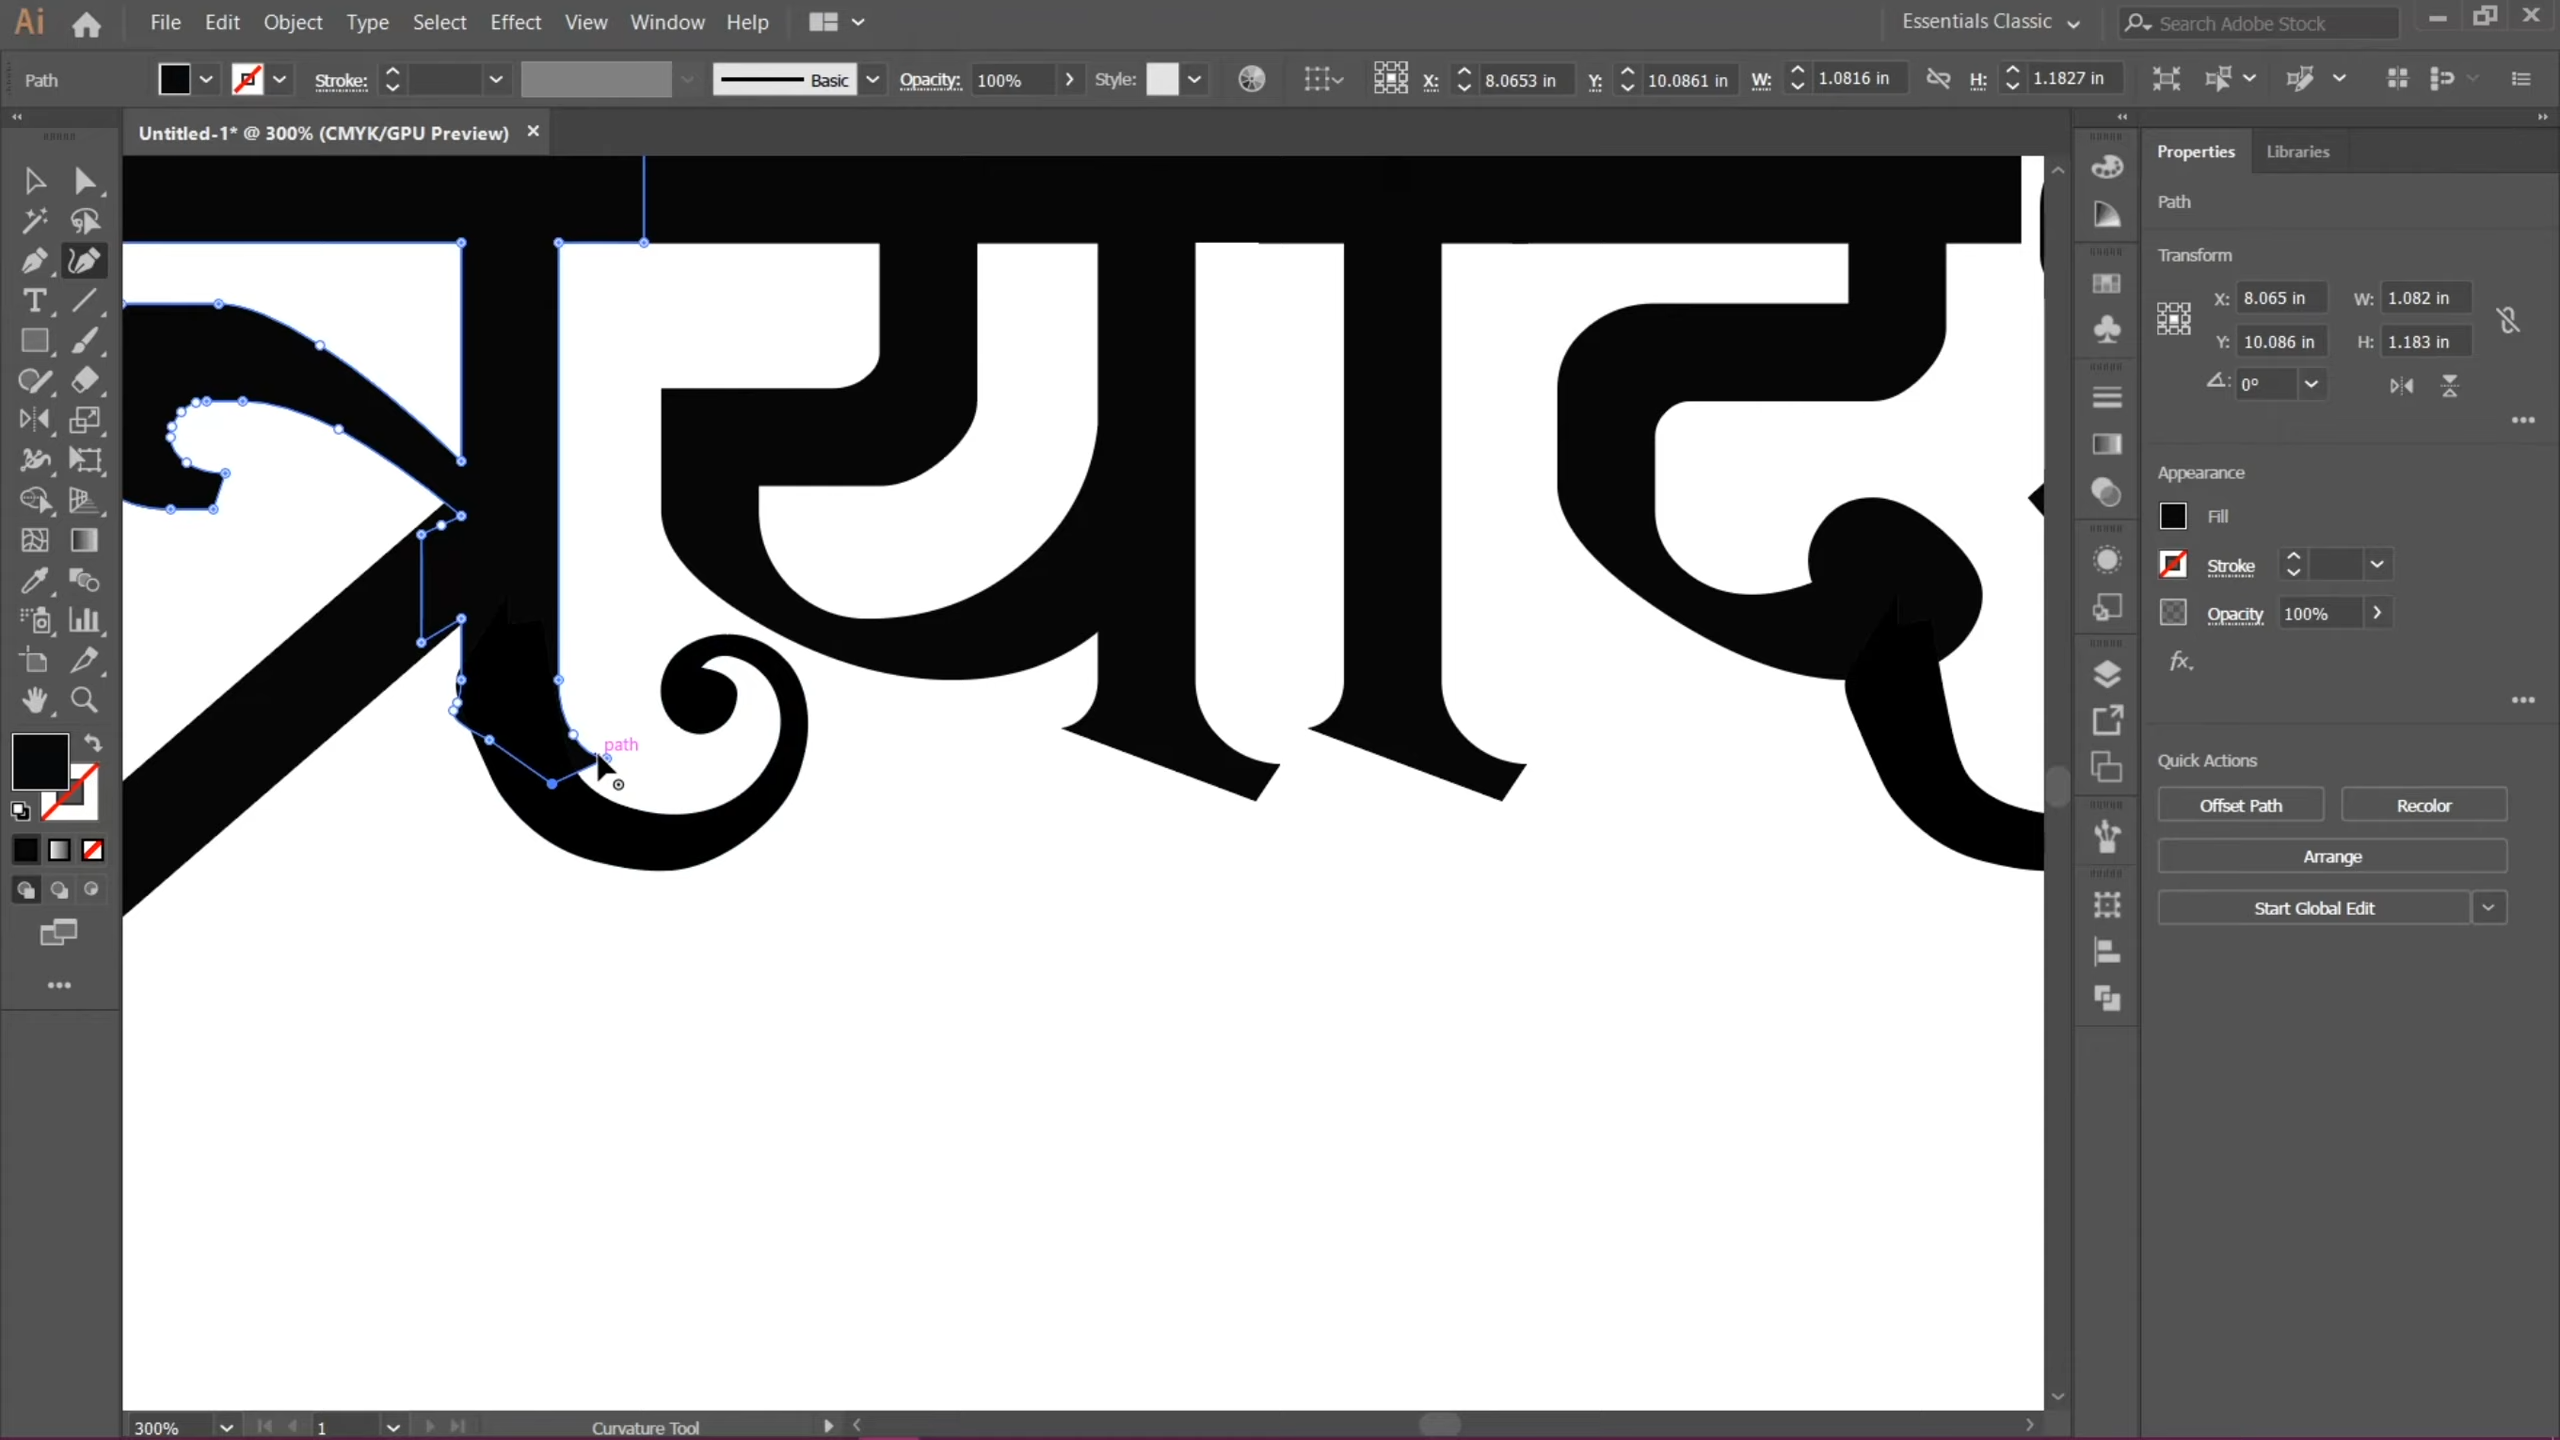 Ai File Edit Object Type Select Effect View Window Help Essentials Classic Search Adobe Stock
Path Stroke: Basic Opacity: 100% Style: X: 8.0653 in Y: 10.0861 in W: 1.0816 in H: 1.1827 in
Untitled-1* @ 300% (CMYK/GPU Preview)
Properties Libraries
Path
Transform
X: 8.065 in W: 1.082 in
Y: 10.086 in H: 1.183 in
0°
Appearance
Fill
Stroke
Opacity 100%
fx.
path
Quick Actions
Offset Path Recolor
Arrange
Start Global Edit
300% 1 Curvature Tool